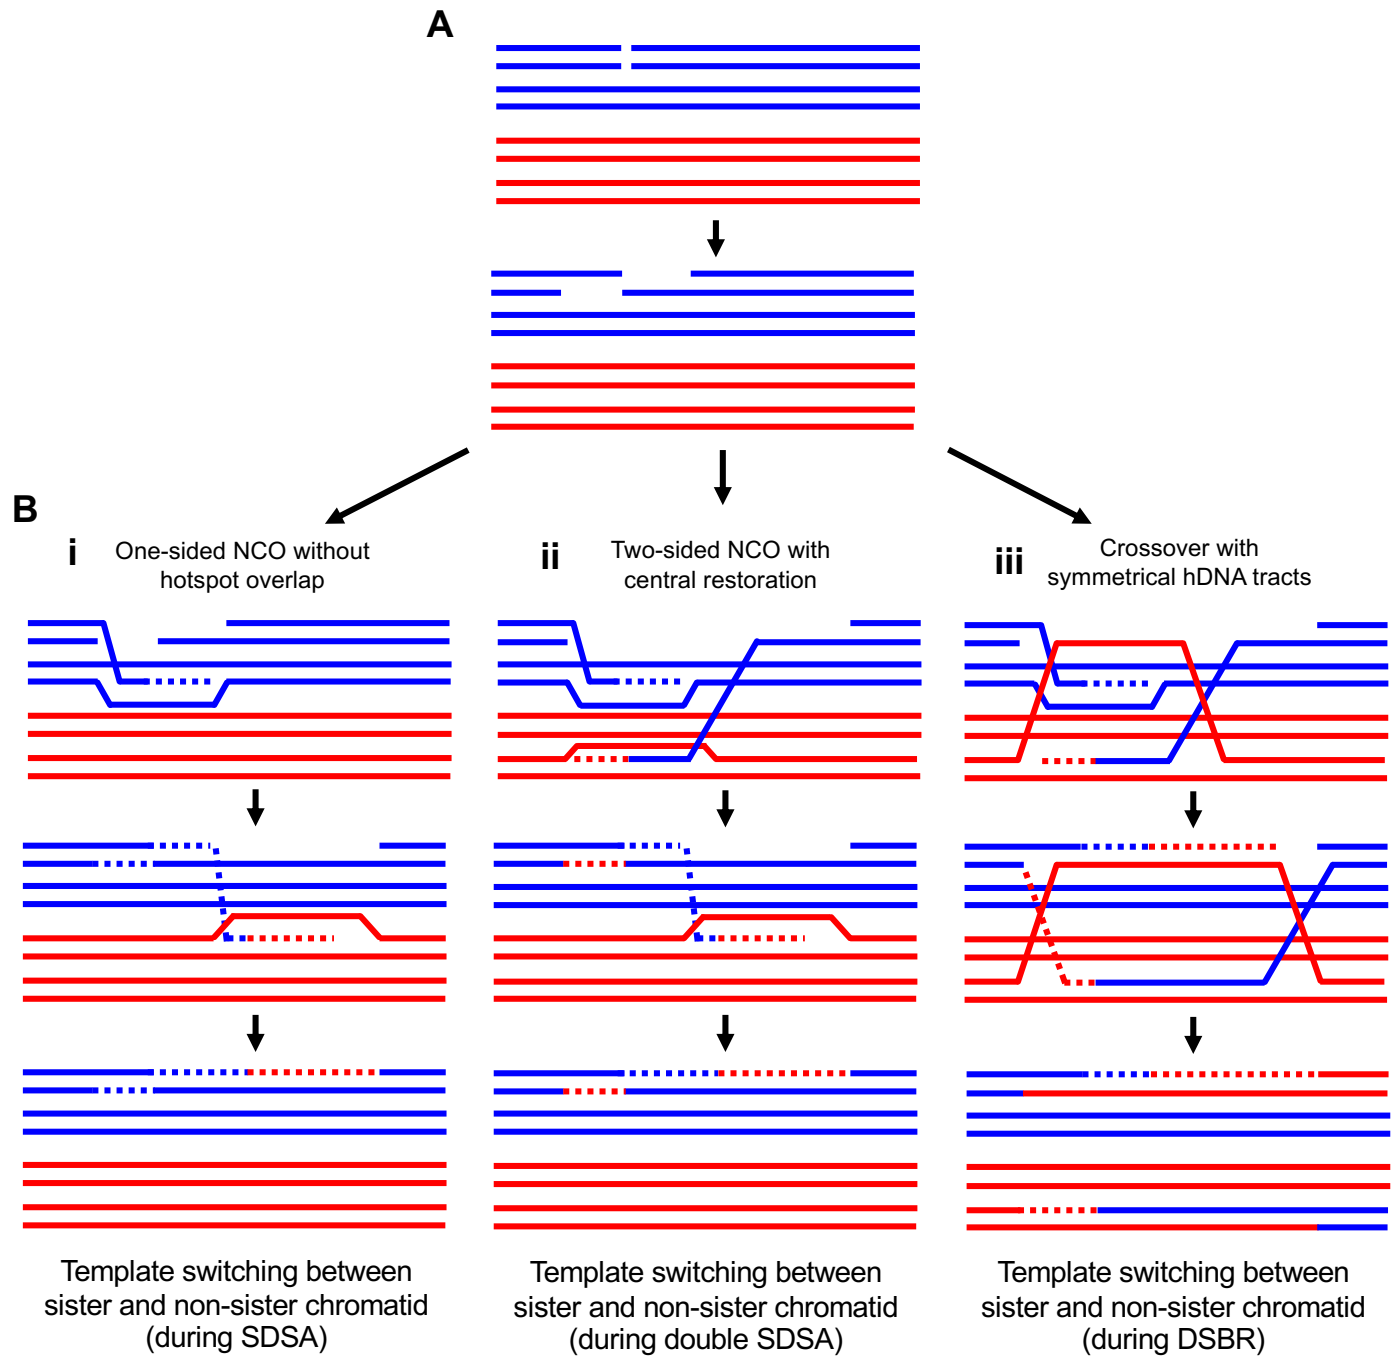 A
B
i
One-sided NCO without
hotspot overlap
ii
Two-sided NCO with
central restoration
iii
Crossover with
symmetrical hDNA tracts
Template switching between
sister and non-sister chromatid
(during SDSA)
Template switching between
sister and non-sister chromatid
(during double SDSA)
Template switching between
sister and non-sister chromatid
(during DSBR)